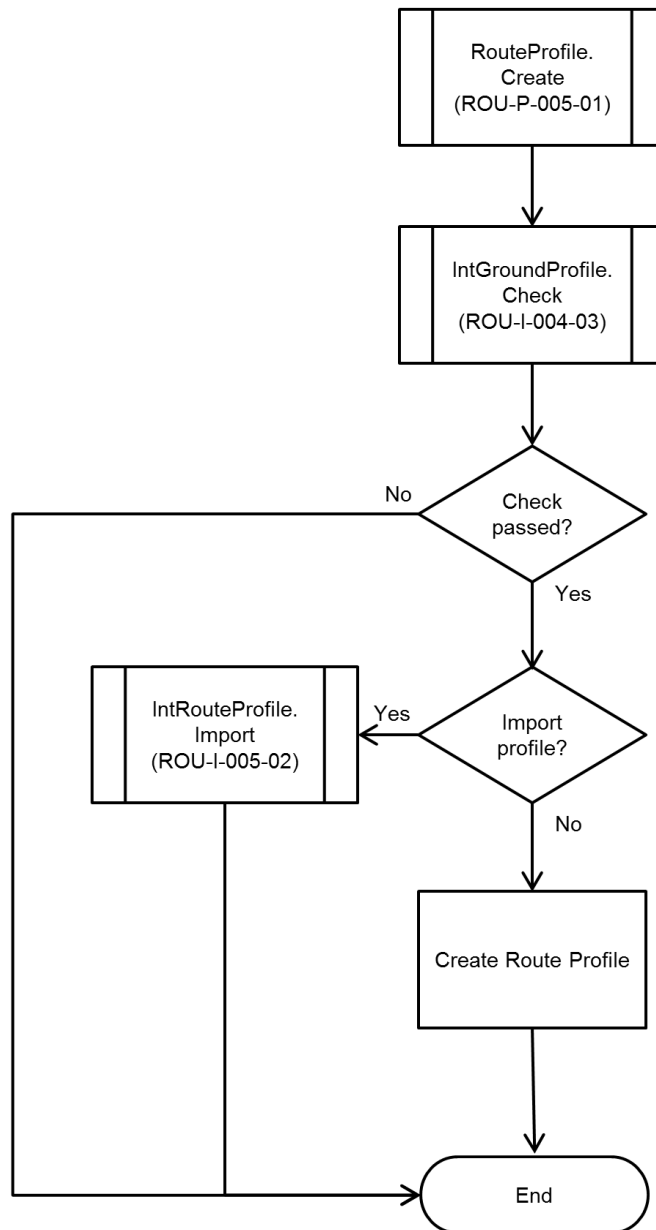 RouteProfile.
Create
(ROU-P-005-01)
IntGroundProfile.
Check
(ROU-I-004-03)
No
Check
passed?
Yes
IntRouteProfile.
Import
(ROU-I-005-02)
Yes
Import
profile?
No
Create Route Profile
End